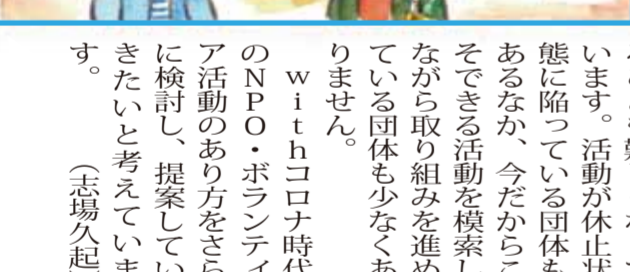 います。活動が休止状
態に陥っている団体も
あるなか、今だからこ
そできる活動を模索し
ながら取り組みを進め
ている団体も少なくあ
りません。
withコロナ時代
のNPO・ボランティ
ア活動のあり方をさら
に検討し、提案してい
きたいと考えていま
す。
(志場久起